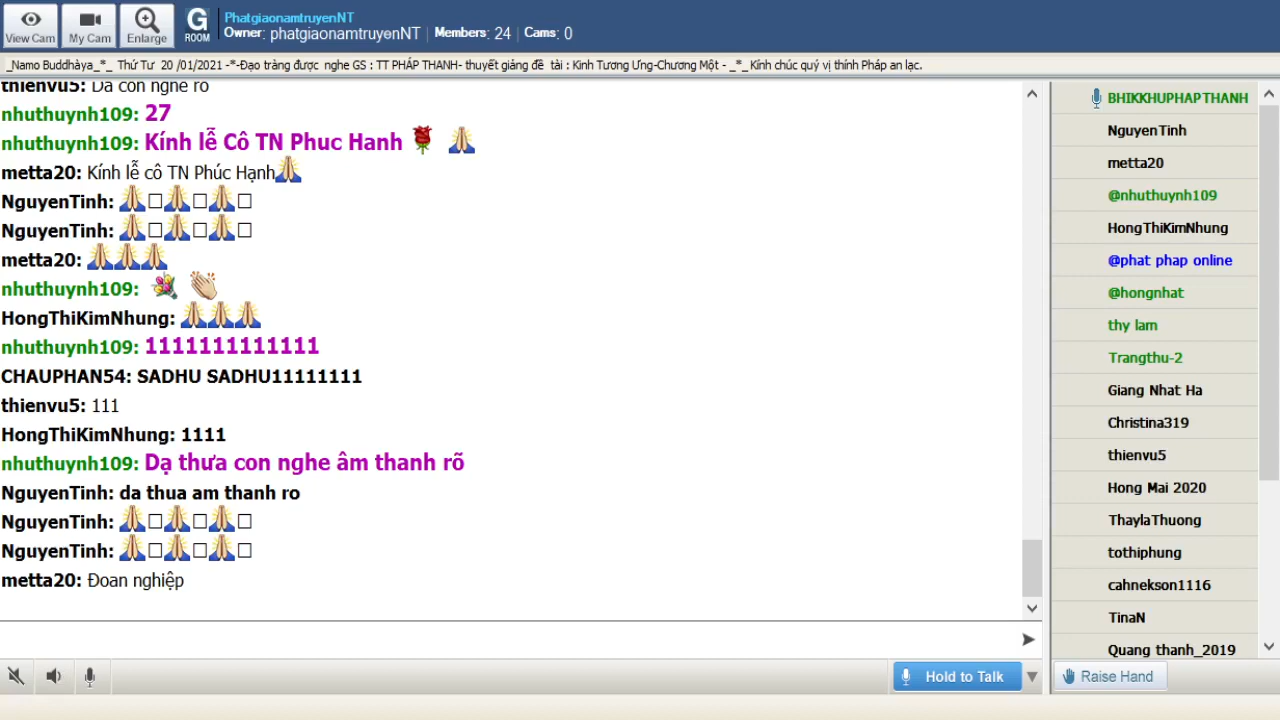 View Cam
My Cam
Enlarge
G
ROOM
PhatgiaonamtruyenNT
Owner: phatgiaonamtruyenNT | Members: 24 | Cams: 0
_Namo Buddhàya_*_ Thứ Tư 20 /01/2021 -*-Đạo tràng được nghe GS : TT PHÁP THANH- thuyết giảng đề tài : Kinh Tương Ưng-Chương Một - _*_Kính chúc quý vị thính Pháp an lạc.
thienvu5: Da con nghe ro
nhuthuynh109: 27
nhuthuynh109: Kính lễ Cô TN Phuc Hanh 🌹 🙏
metta20: Kính lễ cô TN Phúc Hạnh🙏
NguyenTinh: 🙏□🙏□🙏□
NguyenTinh: 🙏□🙏□🙏□
metta20: 🙏🙏🙏
nhuthuynh109: 💐 👏
HongThiKimNhung: 🙏🙏🙏
nhuthuynh109: 1111111111111
CHAUPHAN54: SADHU SADHU11111111
thienvu5: 111
HongThiKimNhung: 1111
nhuthuynh109: Dạ thưa con nghe âm thanh rõ
NguyenTinh: da thua am thanh ro
NguyenTinh: 🙏□🙏□🙏□
NguyenTinh: 🙏□🙏□🙏□
metta20: Đoan nghiệp
BHIKKHUPHAPTHANH
NguyenTinh
metta20
@nhuthuynh109
HongThiKimNhung
@phat phap online
@hongnhat
thy lam
Trangthu-2
Giang Nhat Ha
Christina319
thienvu5
Hong Mai 2020
ThaylaThuong
tothiphung
cahnekson1116
TinaN
Quang thanh_2019
Hold to Talk
Raise Hand